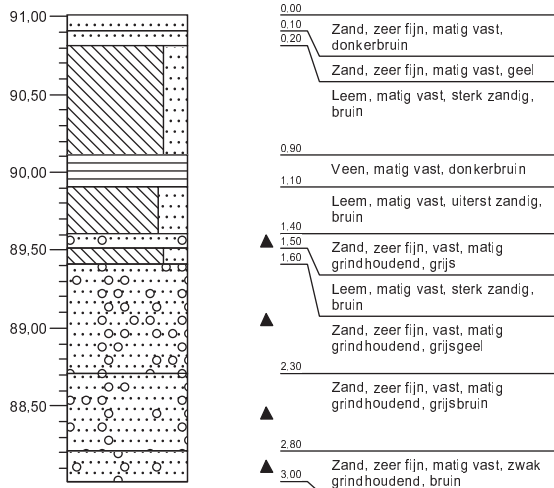 91,00
0,00
0,10
Zand, zeer fijn, matig vast,
donkerbruin
0,20
Zand, zeer fijn, matig vast, geel
90,50
Leem, matig vast, sterk zandig,
bruin
0,90
90,00
Veen, matig vast, donkerbruin
1,10
Leem, matig vast, uiterst zandig,
bruin
1,40
89,50
1,50
Zand, zeer fijn, vast, matig
grindhoudend, grijs
1,60
Leem, matig vast, sterk zandig,
bruin
89,00
Zand, zeer fijn, vast, matig
grindhoudend, grijsgeel
2,30
88,50
Zand, zeer fijn, vast, matig
grindhoudend, grijsbruin
2,80
Zand, zeer fijn, matig vast, zwak
grindhoudend, bruin
3,00